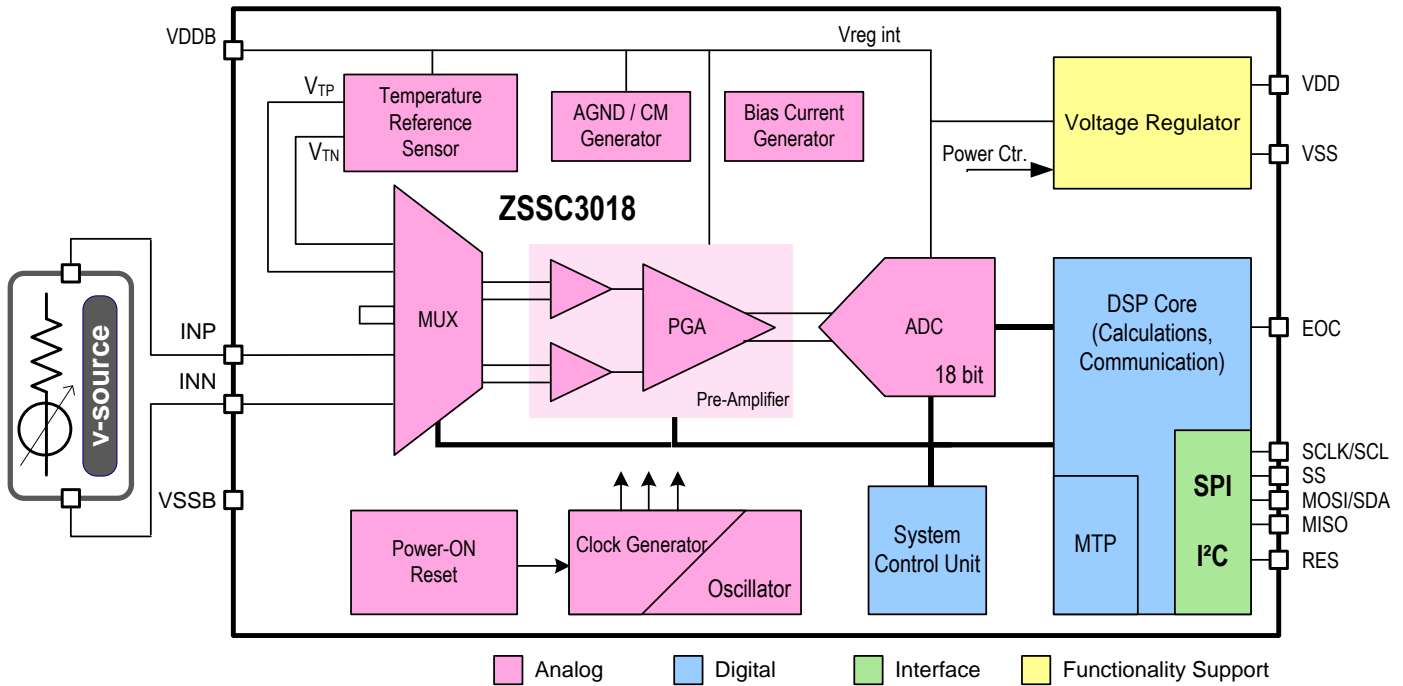 VDDB
Vreg int
VTP
VTN
Temperature
Reference
Sensor
AGND / CM
Generator
Bias Current
Generator
Voltage Regulator
VDD
VSS
Power Ctr.
ZSSC3018
MUX
PGA
Pre-Amplifier
ADC
18 bit
DSP Core
(Calculations,
Communication)
EOC
INP
INN
v-source
VSSB
Power-ON
Reset
Clock Generator
Oscillator
System
Control Unit
MTP
SPI
I²C
SCLK/SCL
SS
MOSI/SDA
MISO
RES
Analog
Digital
Interface
Functionality Support